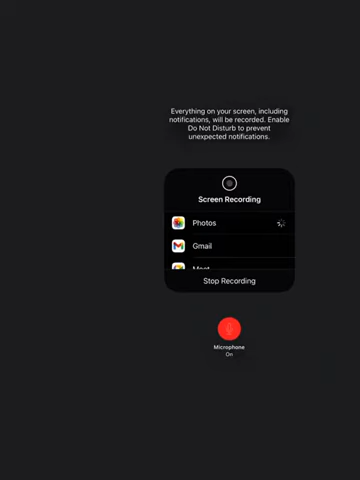 Everything on your screen, including
notifications, will be recorded. Enable
Do Not Disturb to prevent
unexpected notifications.
Screen Recording
Photos
Gmail
Meet
Stop Recording
Microphone
On